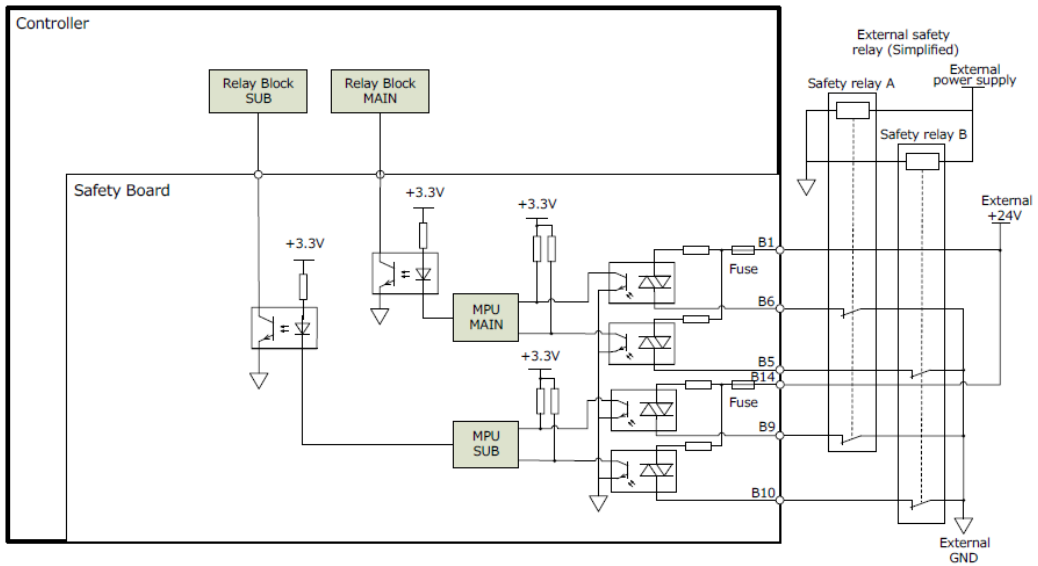 Controller
External safety
relay (Simplified)
External
power supply
Safety relay A
Relay Block
SUB
Relay Block
MAIN
Safety relay B
Safety Board
+3.3V
+3.3V
External
+24V
+3.3V
B1
Fuse
MPU
MAIN
B6
+3.3V
B5
B14
Fuse
MPU
SUB
B9
B10
External
GND